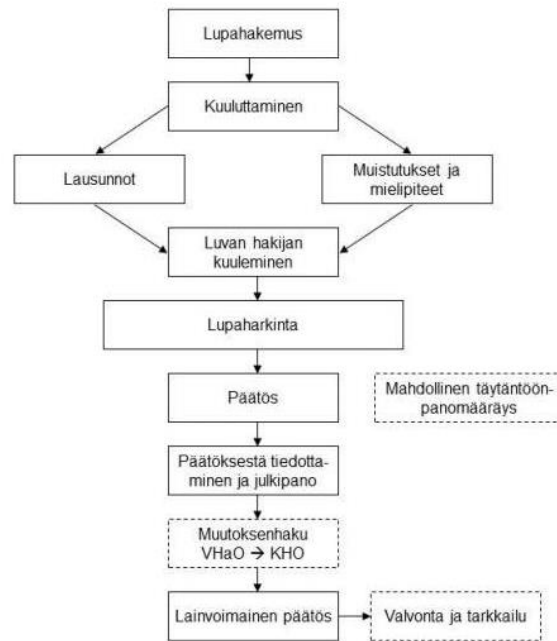 Lupahakemus
Kuuluttaminen
Lausunnot
Muistutukset ja
mielipiteet
Luvan hakijan
kuuleminen
Lupaharkinta
Päätös
Mahdollinen täytäntöön-
panomääräys
Päätöksestä tiedotta-
minen ja julkipano
Muutoksenhaku
VHaO → KHO
Lainvoimainen päätös
Valvonta ja tarkkailu